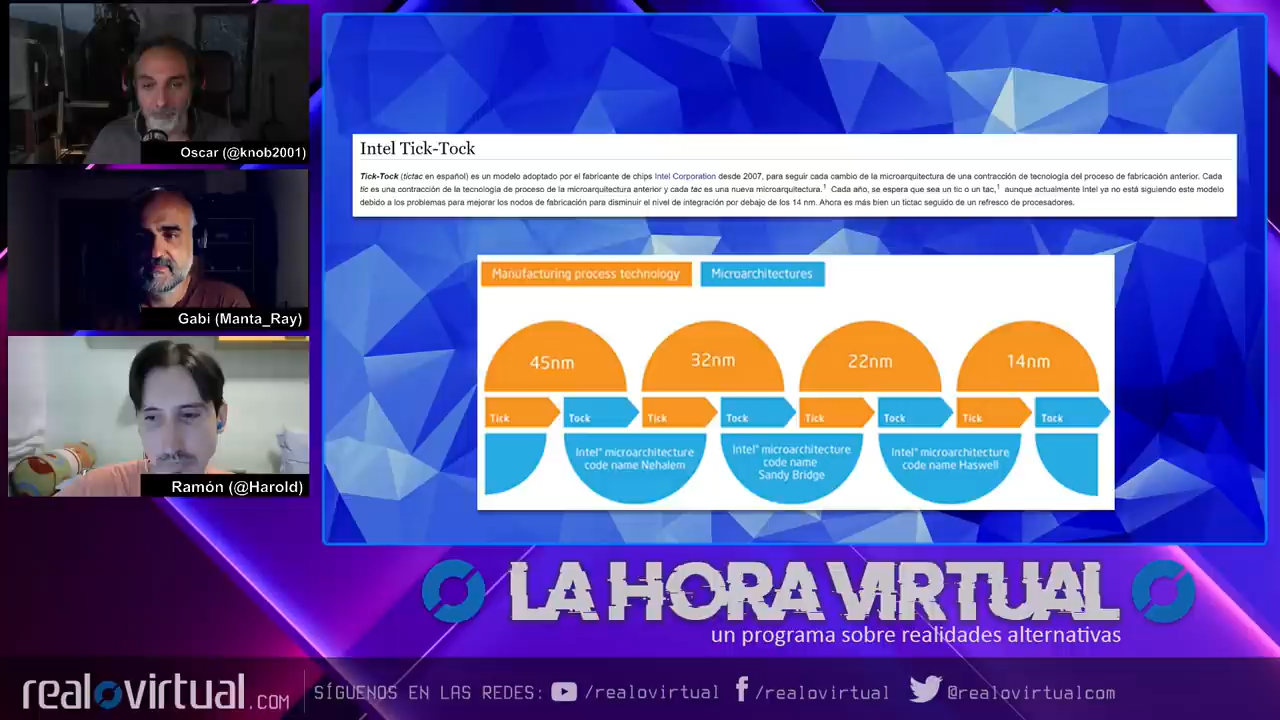 Oscar (@knob2001)
Gabi (Manta_Ray)
Ramón (@Harold)
Intel Tick-Tock
Tick-Tock (tictac en español) es un modelo adoptado por el fabricante de chips Intel Corporation desde 2007, para seguir cada cambio de la microarquitectura de una contracción de tecnología del proceso de fabricación anterior. Cada
tic es una contracción de la tecnología de proceso de la microarquitectura anterior y cada tac es una nueva microarquitectura.1 Cada año, se espera que sea un tic o un tac,1 aunque actualmente Intel ya no está siguiendo este modelo
debido a los problemas para mejorar los nodos de fabricación para disminuir el nivel de integración por debajo de los 14 nm. Ahora es más bien un tictac seguido de un refresco de procesadores.
Manufacturing process technology
Microarchitectures
45nm
32nm
22nm
14nm
Tick
Tock
Tick
Tock
Tick
Tock
Tick
Tock
Intel® microarchitecture
code name Nehalem
Intel® microarchitecture
code name
Sandy Bridge
Intel® microarchitecture
code name Haswell
LA HORA VIRTUAL
un programa sobre realidades alternativas
realovirtual.com
SÍGUENOS EN LAS REDES:
/realovirtual
/realovirtual
@realovirtualcom